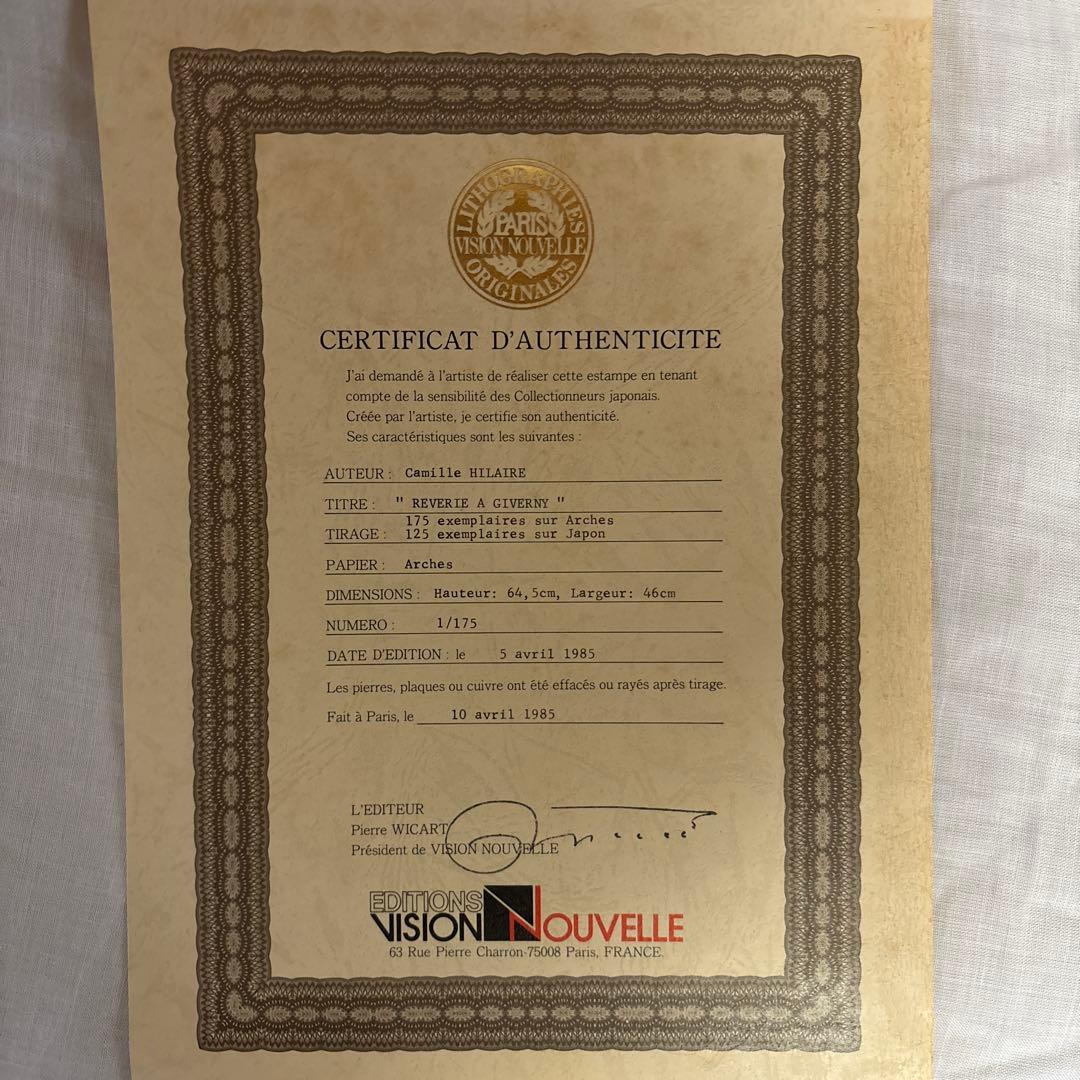 LITHOGRAPHIES
PARIS
VISION NOUVELLE
ORIGINALES
CERTIFICAT D'AUTHENTICITE
J'ai demandé à l'artiste de réaliser cette estampe en tenant
compte de la sensibilité des Collectionneurs japonais.
Créée par l'artiste, je certifie son authenticité.
Ses caractéristiques sont les suivantes :
AUTEUR : Camille HILAIRE
TITRE : " REVERIE A GIVERNY "
175 exemplaires sur Arches
TIRAGE : 125 exemplaires sur Japon
PAPIER : Arches
DIMENSIONS : Hauteur: 64,5cm, Largeur: 46cm
NUMERO : 1/175
DATE D'EDITION : le 5 avril 1985
Les pierres, plaques ou cuivre ont été effacés ou rayés après tirage.
Fait à Paris, le 10 avril 1985
L'EDITEUR
Pierre WICART
Président de VISION NOUVELLE
EDITIONS
VISION NOUVELLE
63 Rue Pierre Charron-75008 Paris, FRANCE.